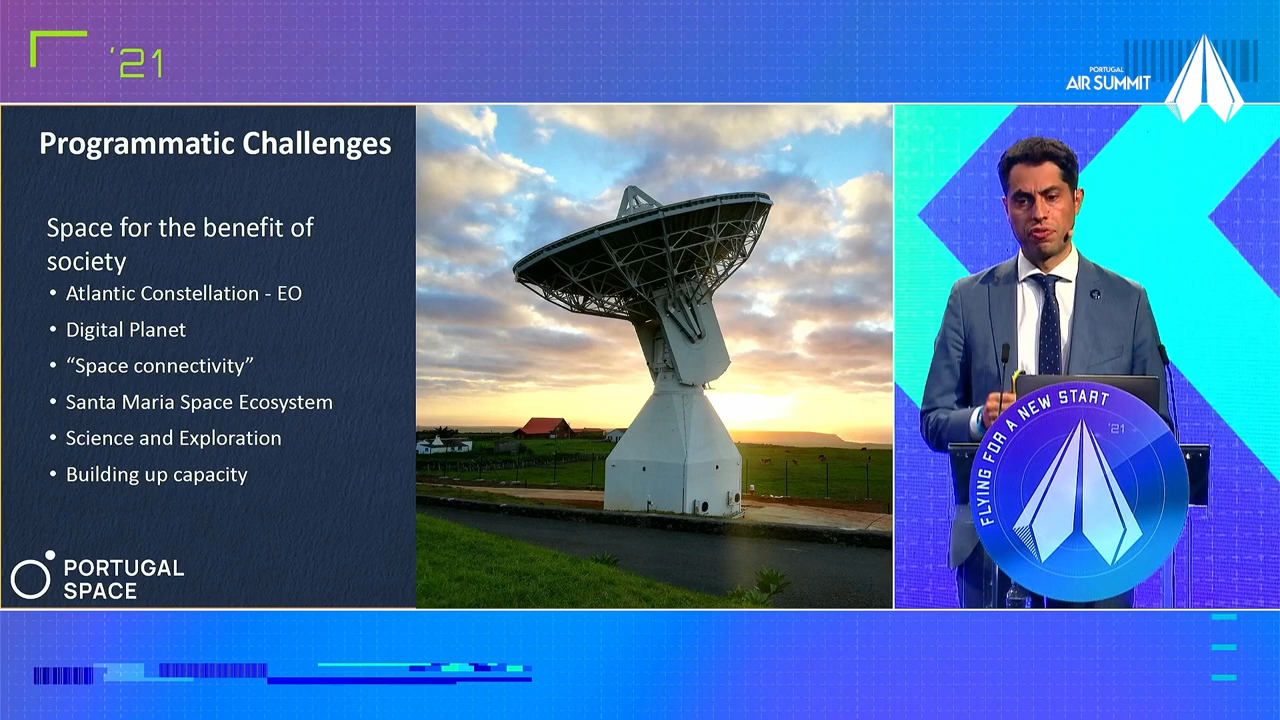 '21
PORTUGAL
AIR SUMMIT
Programmatic Challenges
Space for the benefit of
society
• Atlantic Constellation - EO
• Digital Planet
• “Space connectivity”
• Santa Maria Space Ecosystem
• Science and Exploration
• Building up capacity
PORTUGAL
SPACE
FLYING FOR A NEW START
'21